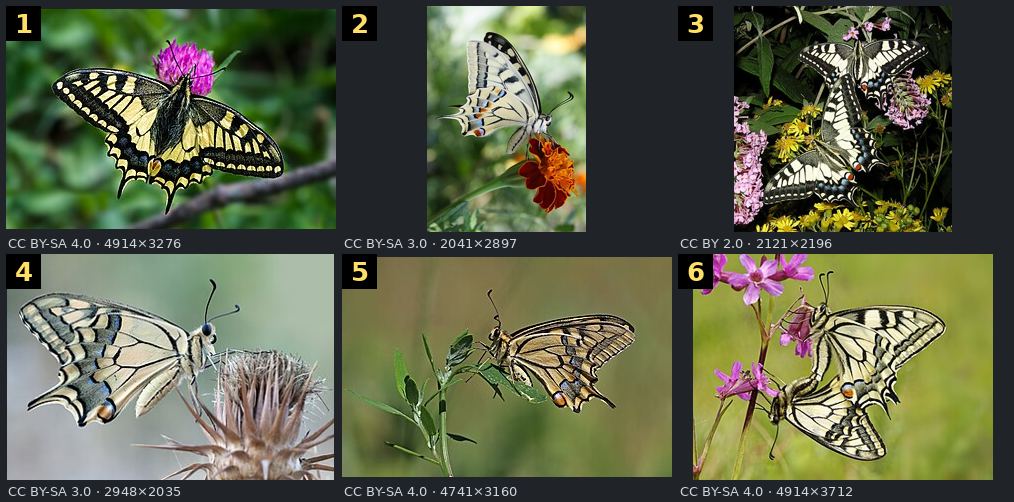 1
2
3
CC BY-SA 4.0 · 4914×3276
CC BY-SA 3.0 · 2041×2897
CC BY 2.0 · 2121×2196
4
5
6
CC BY-SA 3.0 · 2948×2035
CC BY-SA 4.0 · 4741×3160
CC BY-SA 4.0 · 4914×3712